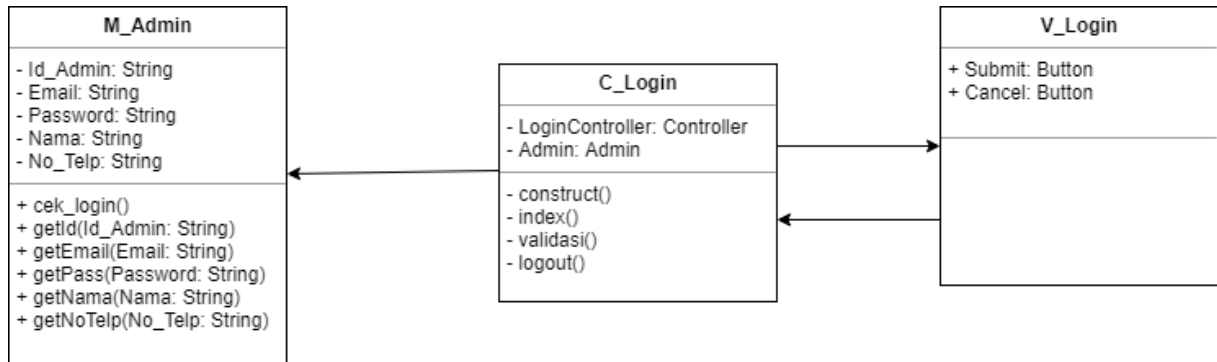 M_Admin
- Id_Admin: String
- Email: String
- Password: String
- Nama: String
- No_Telp: String
+ cek_login()
+ getId(Id_Admin: String)
+ getEmail(Email: String)
+ getPass(Password: String)
+ getNama(Nama: String)
+ getNoTelp(No_Telp: String)
C_Login
- LoginController: Controller
- Admin: Admin
- construct()
- index()
- validasi()
- logout()
V_Login
+ Submit: Button
+ Cancel: Button